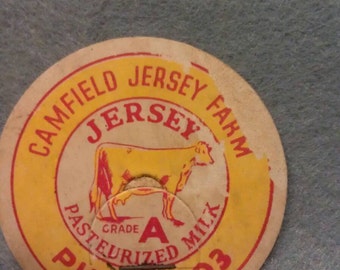 CAMFIELD JERSEY FARM
JERSEY
GRADE A
PASTEURIZED MILK